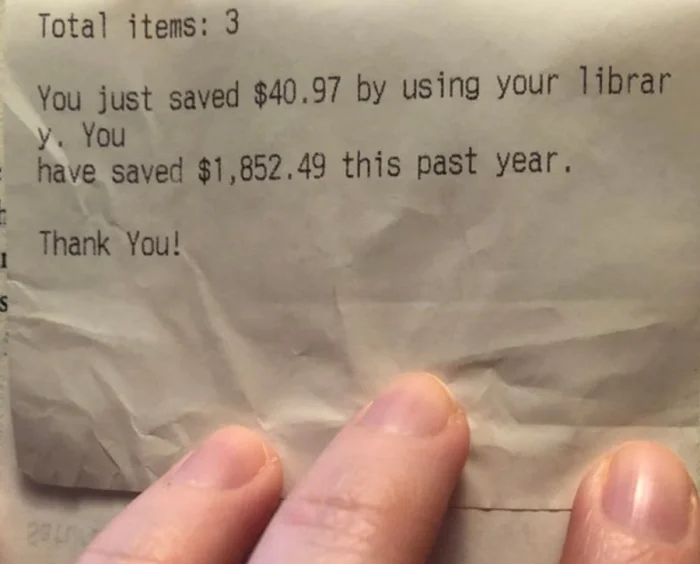 Total items: 3
You just saved $40.97 by using your librar
y. You
have saved $1,852.49 this past year.
Thank You!